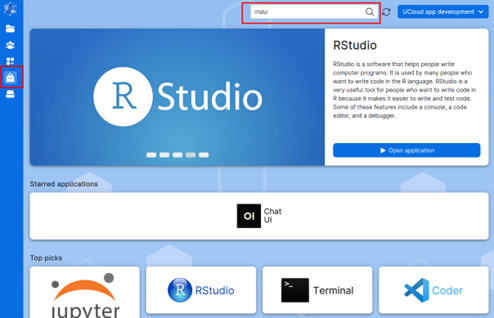 chatui
UCloud app development
R Studio
RStudio
RStudio is a software that helps people write
computer programs. It is used by many people who
want to write code in the R language. RStudio is a
very useful tool for people who want to write code in
R because it makes it easier to write and test code.
Some of these features include a console, a code
editor, and a debugger.
Open application
Starred applications
OI
Chat
UI
Top picks
jupyter
R RStudio
>_ Terminal
Coder